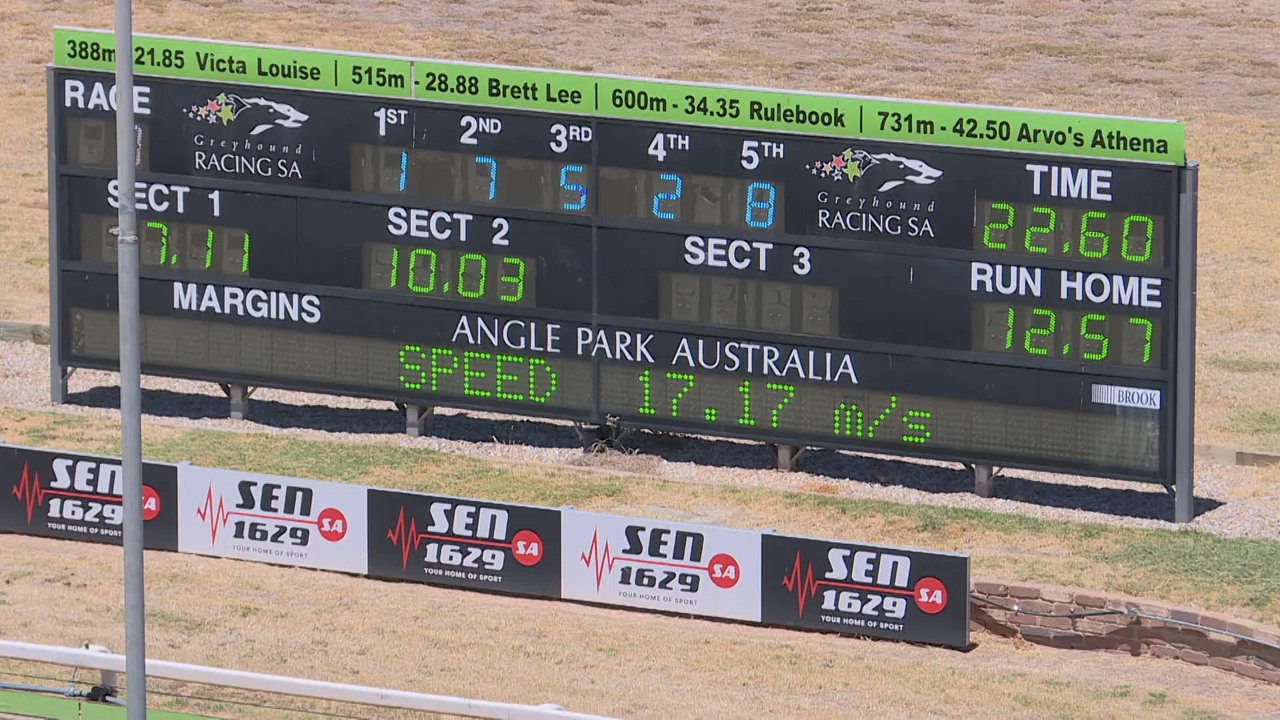 388m 21.85 Victa Louise | 515m - 28.88 Brett Lee | 600m - 34.35 Rulebook | 731m - 42.50 Arvo's Athena
RACE
Greyhound
RACING SA
1ST 2ND 3RD 4TH 5TH
1 7 5 2 8
Greyhound
RACING SA
TIME
22.60
SECT 1
7.11
SECT 2
10.03
SECT 3
RUN HOME
12.57
MARGINS
ANGLE PARK AUSTRALIA
SPEED 17.17 m/s
BROOK
SEN
1629 SA
YOUR HOME OF SPORT
SEN
1629 SA
YOUR HOME OF SPORT
SEN
1629 SA
YOUR HOME OF SPORT
SEN
1629 SA
YOUR HOME OF SPORT
SEN
1629 SA
YOUR HOME OF SPORT